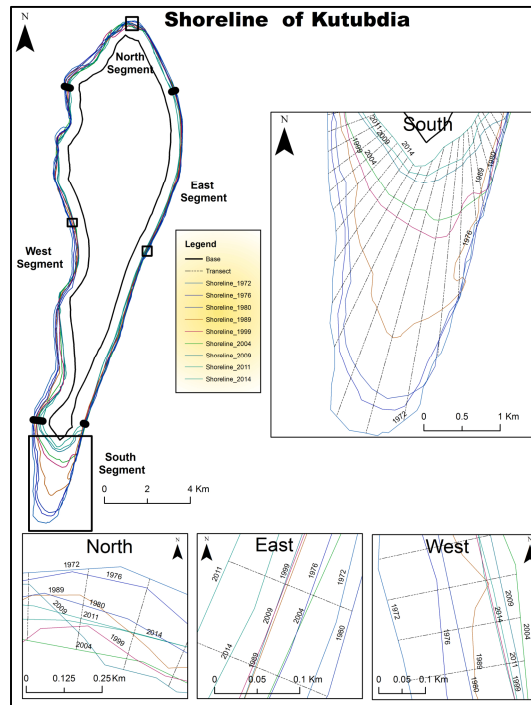 Shoreline of Kutubdia
N
North
Segment
East
Segment
West
Segment
South
Segment
Legend
Base
Transect
Shoreline_1972
Shoreline_1976
Shoreline_1980
Shoreline_1989
Shoreline_1999
Shoreline_2004
Shoreline_2009
Shoreline_2011
Shoreline_2014
0 2 4 Km
N
South
2011
2009
2014
1999
2004
1980
1989
1976
1972
0 0.5 1 Km
North
N
1972
1976
1989
1980
2009
2011
2014
1999
2004
0 0.25 0.25 Km
East
N
2011
1999
1976
1972
2009
2004
1980
2014
1989
0 0.05 0.1 Km
West
N
1972
2009
2014
2004
1976
1989
2011
1980
1999
0 0.05 0.1 Km